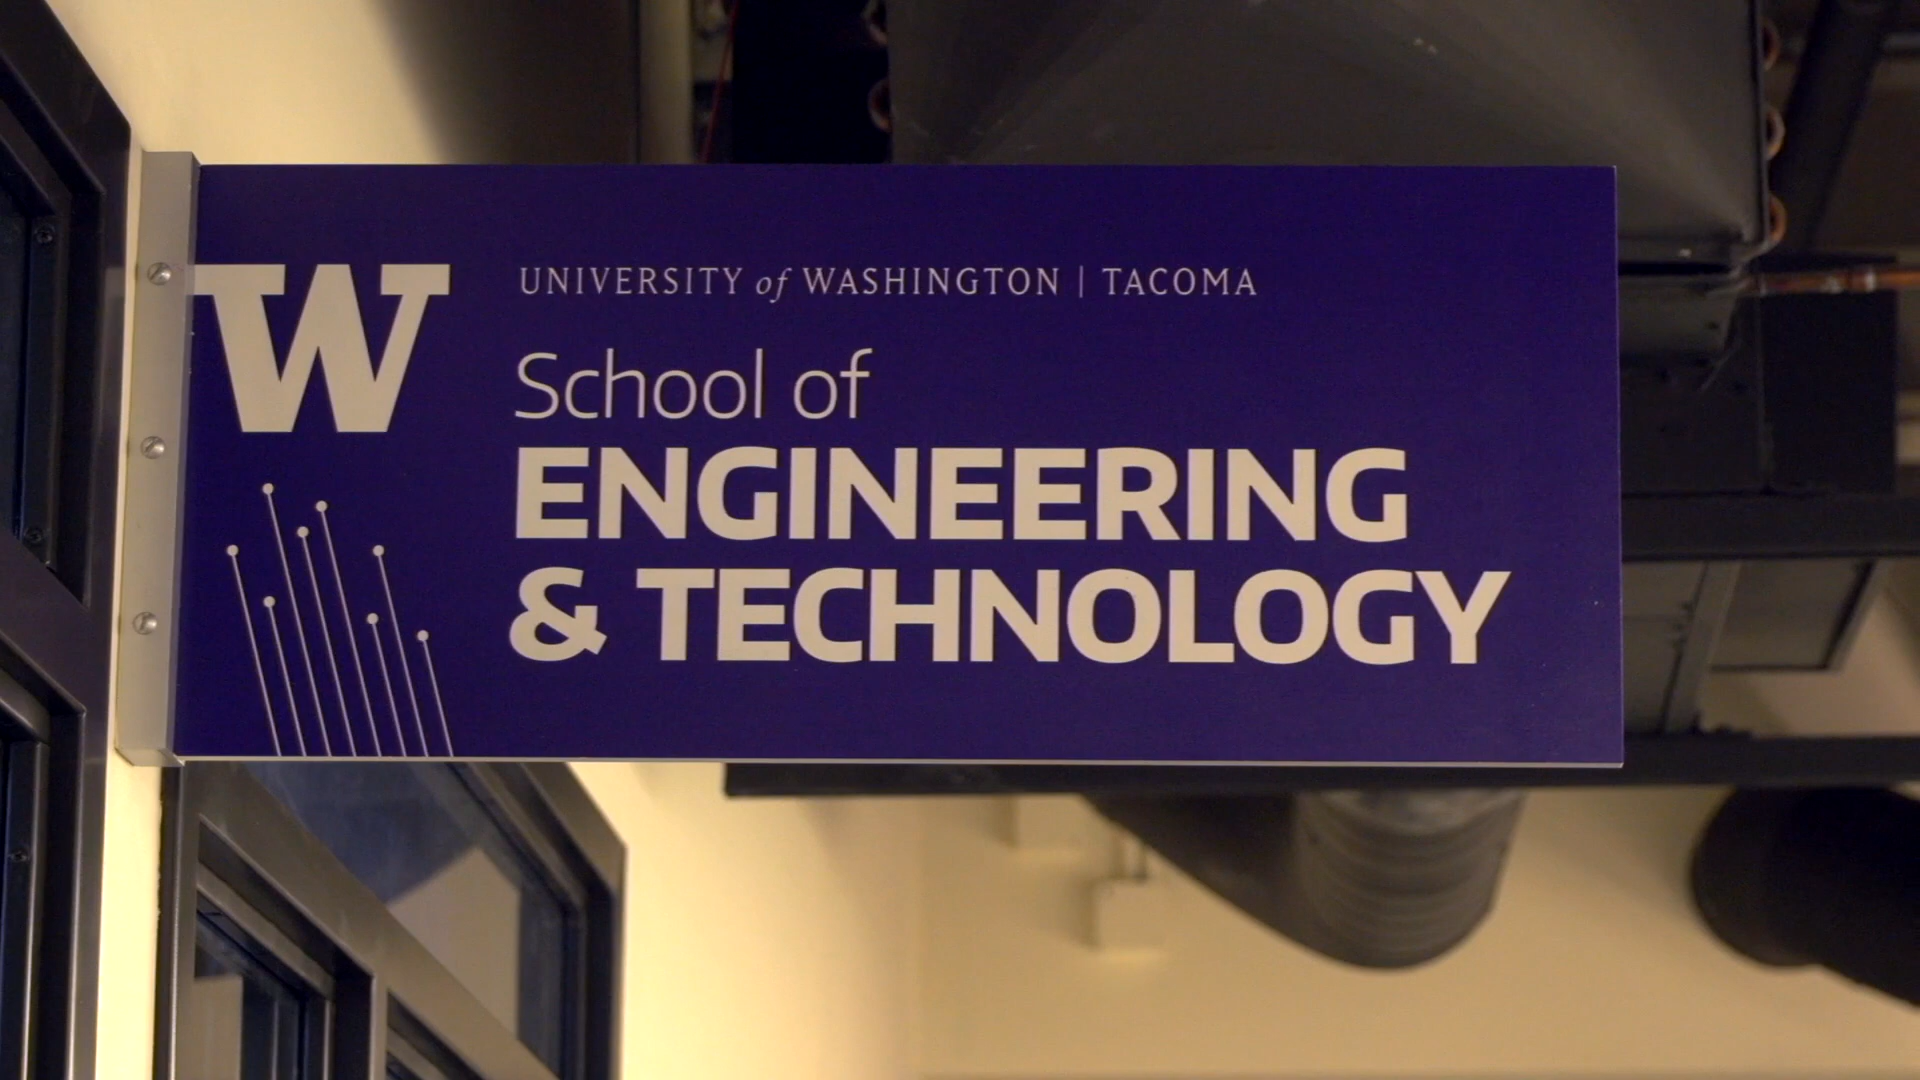 W
UNIVERSITY of WASHINGTON | TACOMA
School of
ENGINEERING
& TECHNOLOGY